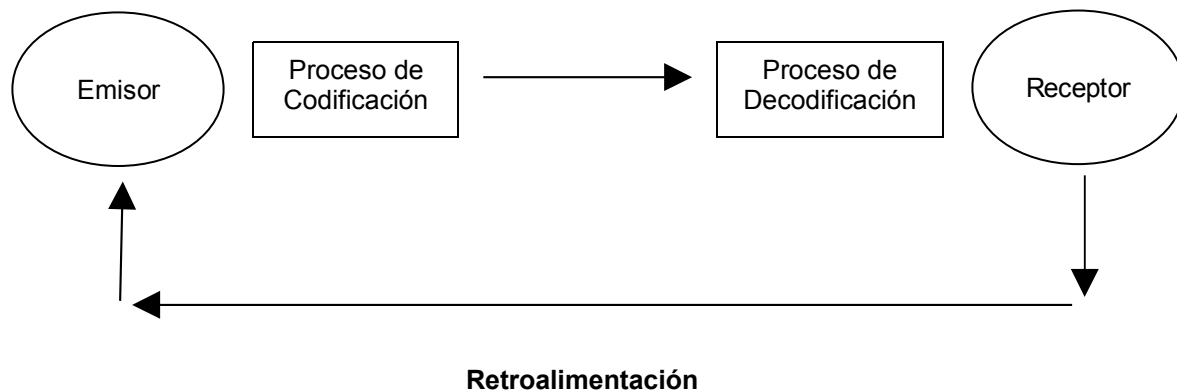 Emisor
Proceso de
Codificación
Proceso de
Decodificación
Receptor
Retroalimentación